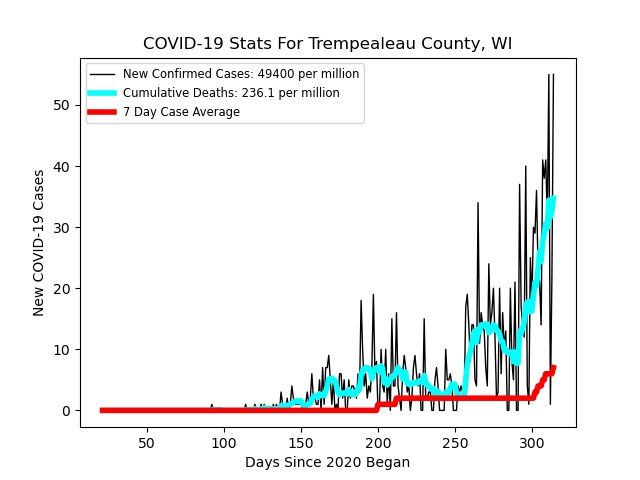 COVID-19 Stats For Trempealeau County, WI
New Confirmed Cases: 49400 per million
Cumulative Deaths: 236.1 per million
7 Day Case Average
New COVID-19 Cases
50
40
30
20
10
0
50 100 150 200 250 300
Days Since 2020 Began